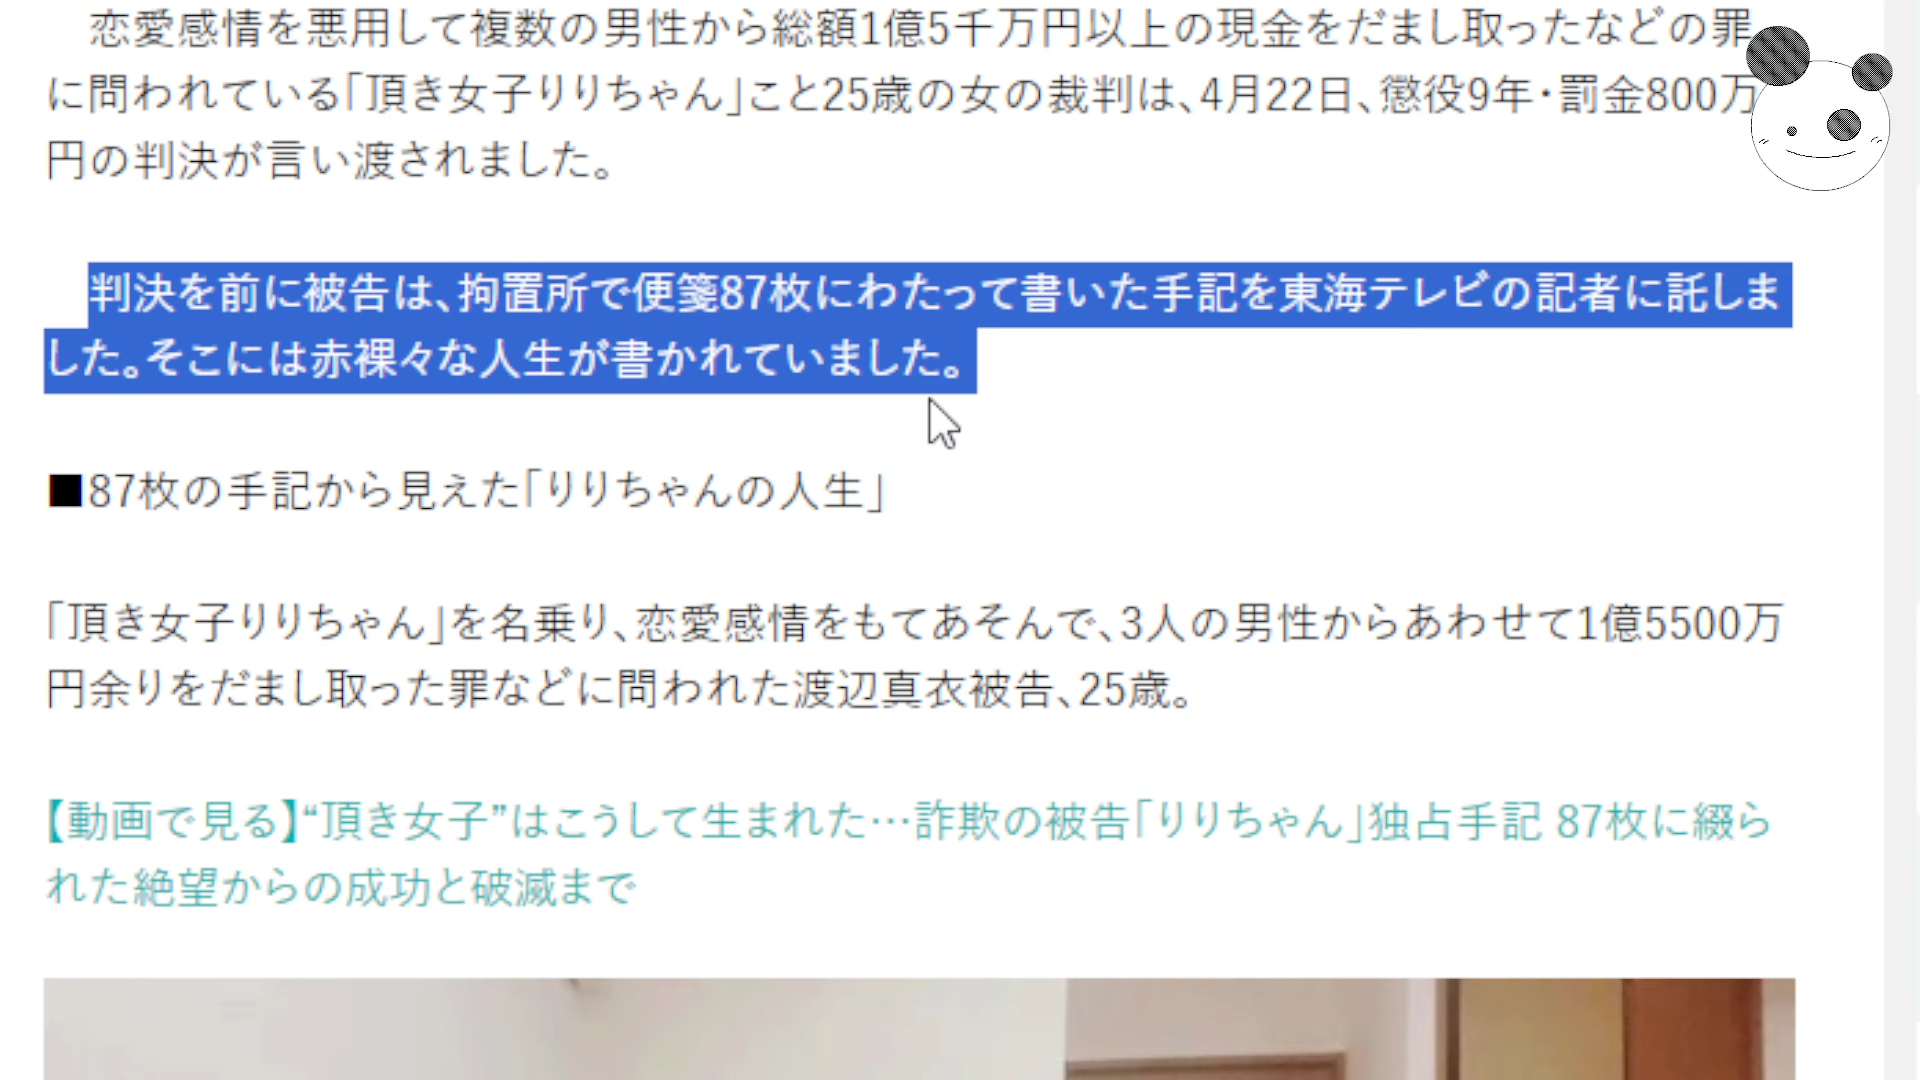 恋愛感情を悪用して複数の男性から総額1億5千万円以上の現金をだまし取ったなどの罪
に問われている「頂き女子りりちゃん」こと25歳の女の裁判は、4月22日、懲役9年・罰金800万
円の判決が言い渡されました。
判決を前に被告は、拘置所で便箋87枚にわたって書いた手記を東海テレビの記者に託しま
した。そこには赤裸々な人生が書かれていました。
■87枚の手記から見えた「りりちゃんの人生」
「頂き女子りりちゃん」を名乗り、恋愛感情をもてあそんで、3人の男性からあわせて1億5500万
円余りをだまし取った罪などに問われた渡辺真衣被告、25歳。
【動画で見る】“頂き女子”はこうして生まれた…詐欺の被告「りりちゃん」独占手記 87枚に綴ら
れた絶望からの成功と破滅まで